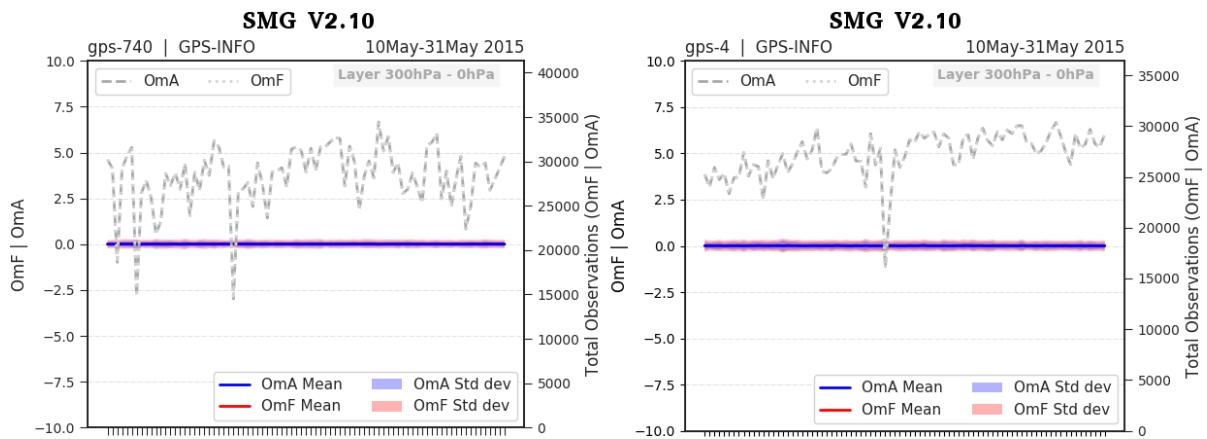 SMG V2.10
gps-740 | GPS-INFO 10May-31May 2015
OmA OmF
Layer 300hPa - 0hPa
10.0
7.5
5.0
2.5
0.0
−2.5
−5.0
−7.5
−10.0
OmF | OmA
40000
35000
30000
25000
20000
15000
10000
5000
0
Total Observations (OmF | OmA)
OmA Mean OmA Std dev
OmF Mean OmF Std dev
SMG V2.10
gps-4 | GPS-INFO 10May-31May 2015
OmA OmF
Layer 300hPa - 0hPa
10.0
7.5
5.0
2.5
0.0
−2.5
−5.0
−7.5
−10.0
OmF | OmA
35000
30000
25000
20000
15000
10000
5000
0
Total Observations (OmF | OmA)
OmA Mean OmA Std dev
OmF Mean OmF Std dev